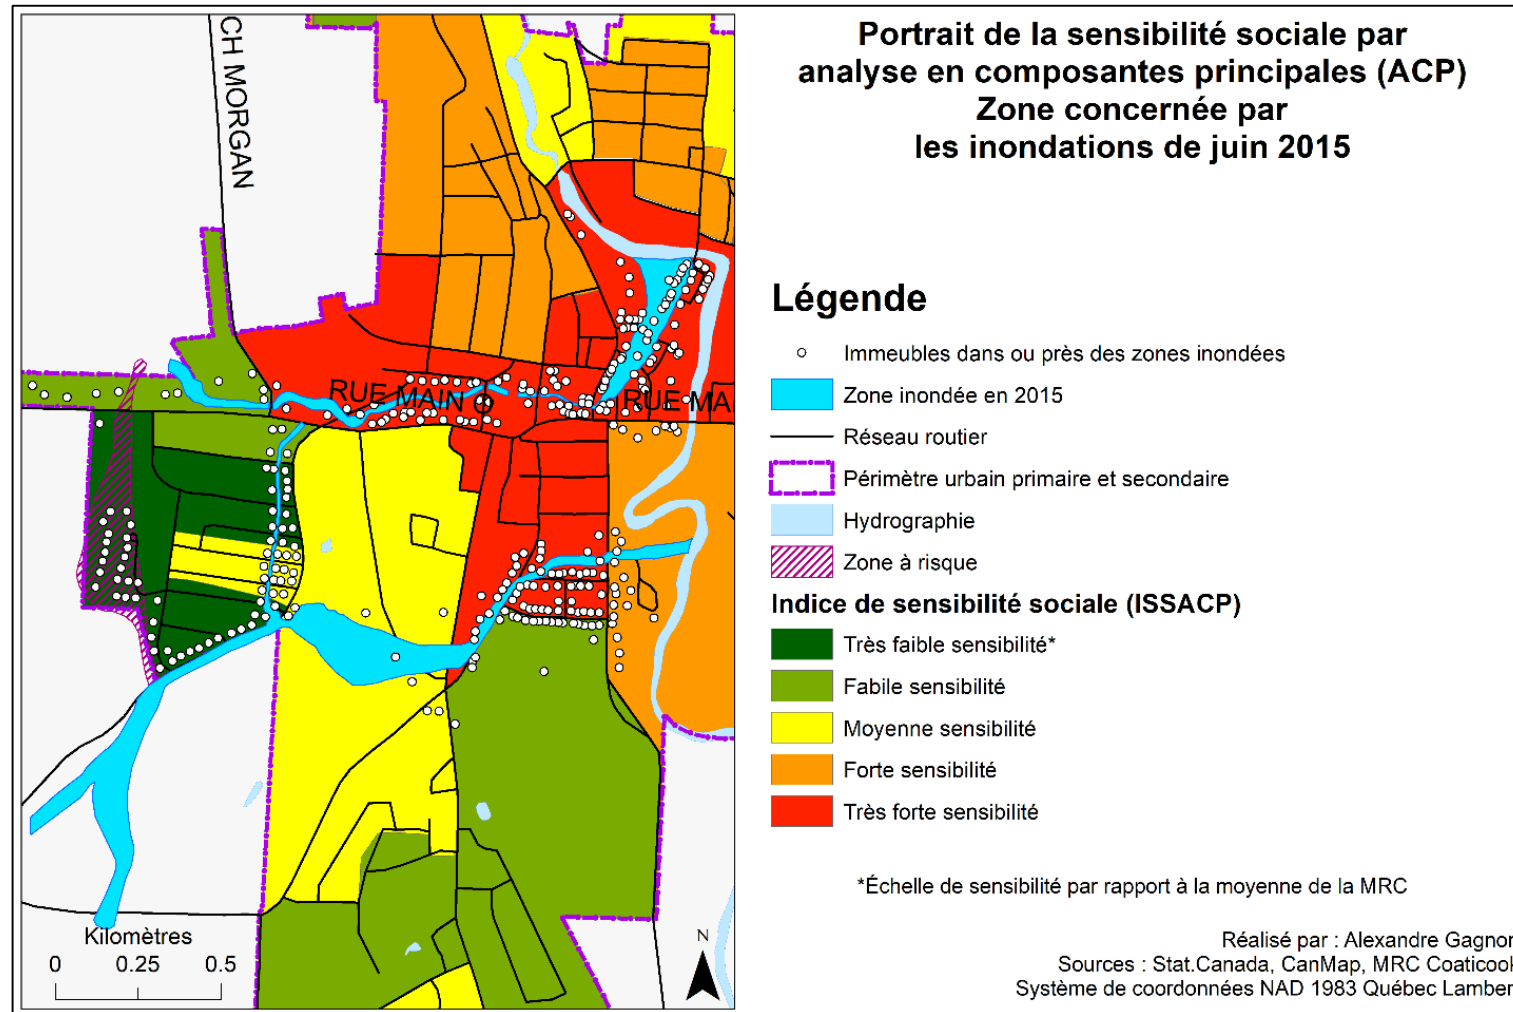 Portrait de la sensibilité sociale par
analyse en composantes principales (ACP)
Zone concernée par
les inondations de juin 2015
CH MORGAN
RUE MAIN
RUE MA
Légende
Immeubles dans ou près des zones inondées
Zone inondée en 2015
Réseau routier
Périmètre urbain primaire et secondaire
Hydrographie
Zone à risque
Indice de sensibilité sociale (ISSACP)
Très faible sensibilité*
Fabile sensibilité
Moyenne sensibilité
Forte sensibilité
Très forte sensibilité
*Échelle de sensibilité par rapport à la moyenne de la MRC
Kilomètres
0 0.25 0.5
N
Réalisé par : Alexandre Gagnon
Sources : Stat.Canada, CanMap, MRC Coaticook
Système de coordonnées NAD 1983 Québec Lamber